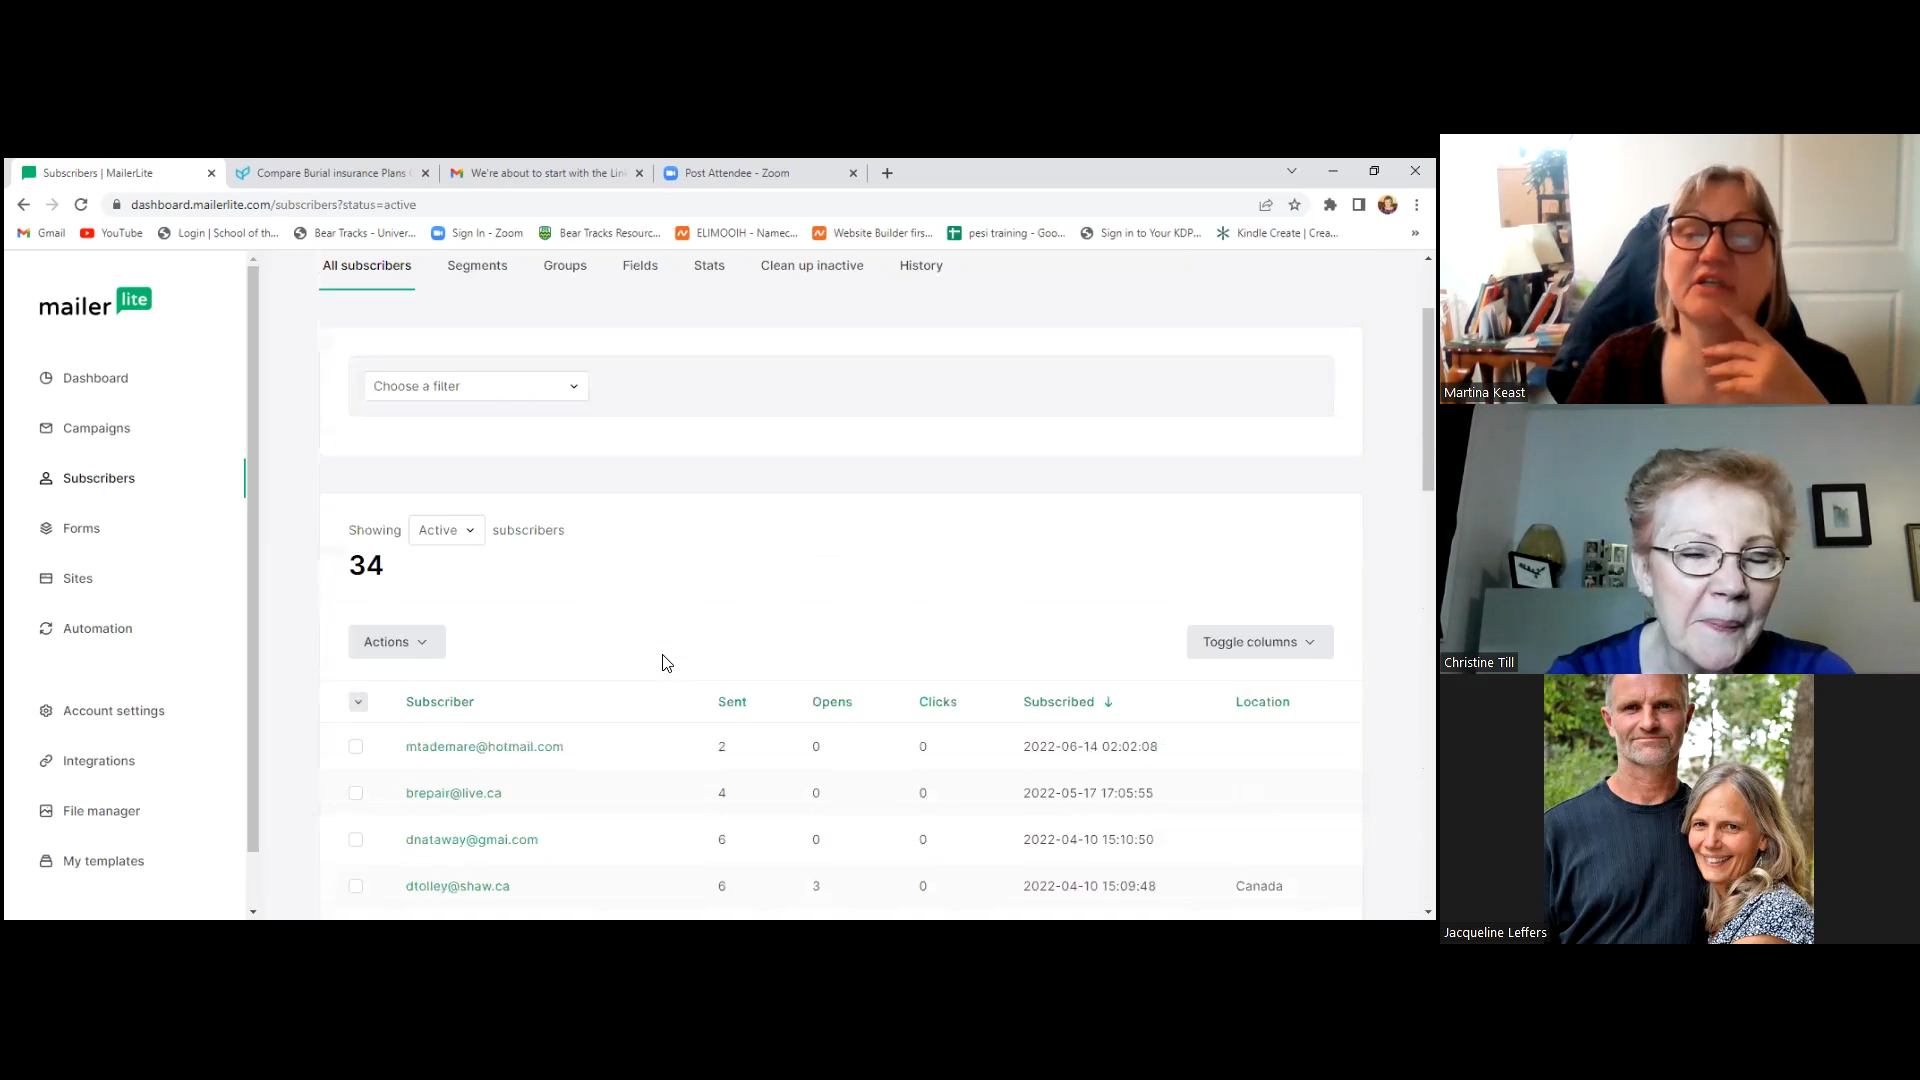 Subscribers | MailerLite
Compare Burial insurance Plans
We're about to start with the Lin
Post Attendee - Zoom
dashboard.mailerlite.com/subscribers?status=active
Gmail
YouTube
Login | School of th...
Bear Tracks - Univer...
Sign In - Zoom
Bear Tracks Resourc...
ELIMOOIH - Namec...
Website Builder firs...
pesi training - Goo...
Sign in to Your KDP...
Kindle Create | Crea...
»
mailer lite
Dashboard
Campaigns
Subscribers
Forms
Sites
Automation
Account settings
Integrations
File manager
My templates
All subscribers Segments Groups Fields Stats Clean up inactive History
Choose a filter
Showing Active subscribers
34
Actions
Toggle columns
Subscriber Sent Opens Clicks Subscribed Location
mtademare@hotmail.com 2 0 0 2022-06-14 02:02:08
brepair@live.ca 4 0 0 2022-05-17 17:05:55
dnataway@gmai.com 6 0 0 2022-04-10 15:10:50
dtolley@shaw.ca 6 3 0 2022-04-10 15:09:48 Canada
Martina Keast
Christine Till
Jacqueline Leffers